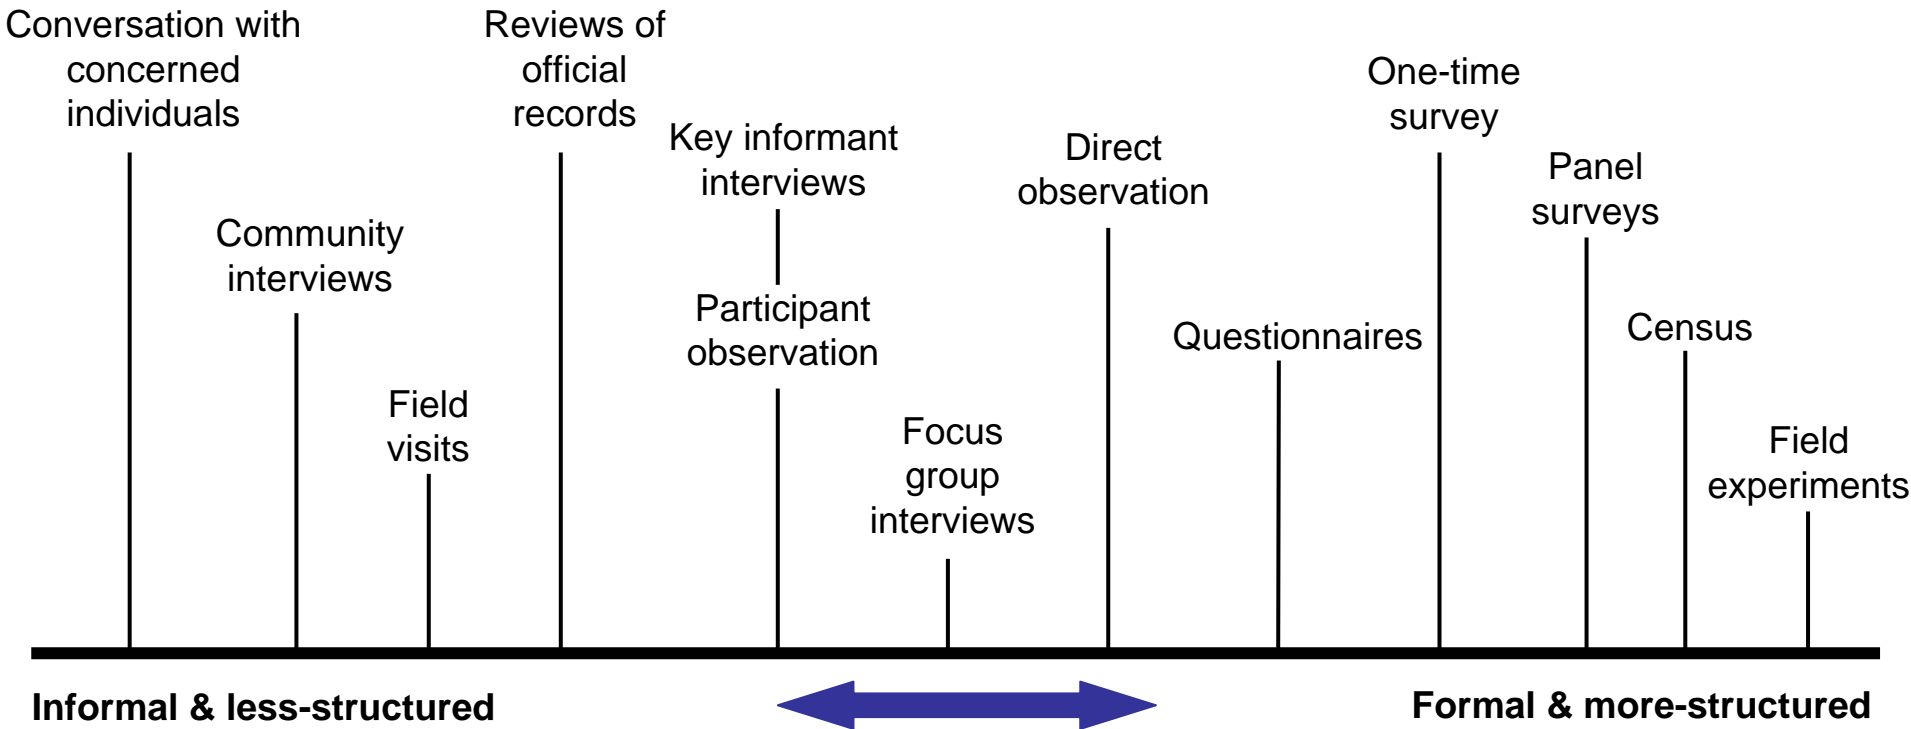 Conversation with
concerned
individuals
Community
interviews
Field
visits
Reviews of
official
records
Key informant
interviews
Participant
observation
Focus
group
interviews
Direct
observation
Questionnaires
One-time
survey
Panel
surveys
Census
Field
experiments
Informal & less-structured
Formal & more-structured